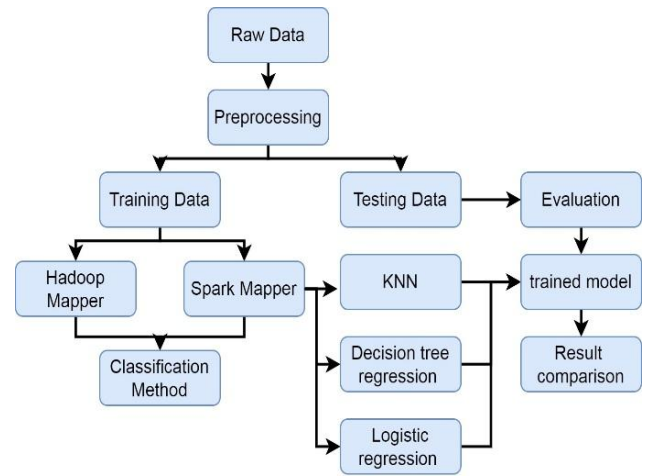 Raw Data
Preprocessing
Training Data
Testing Data
Evaluation
Hadoop
Mapper
Spark Mapper
KNN
trained model
Classification
Method
Decision tree
regression
Result
comparison
Logistic
regression